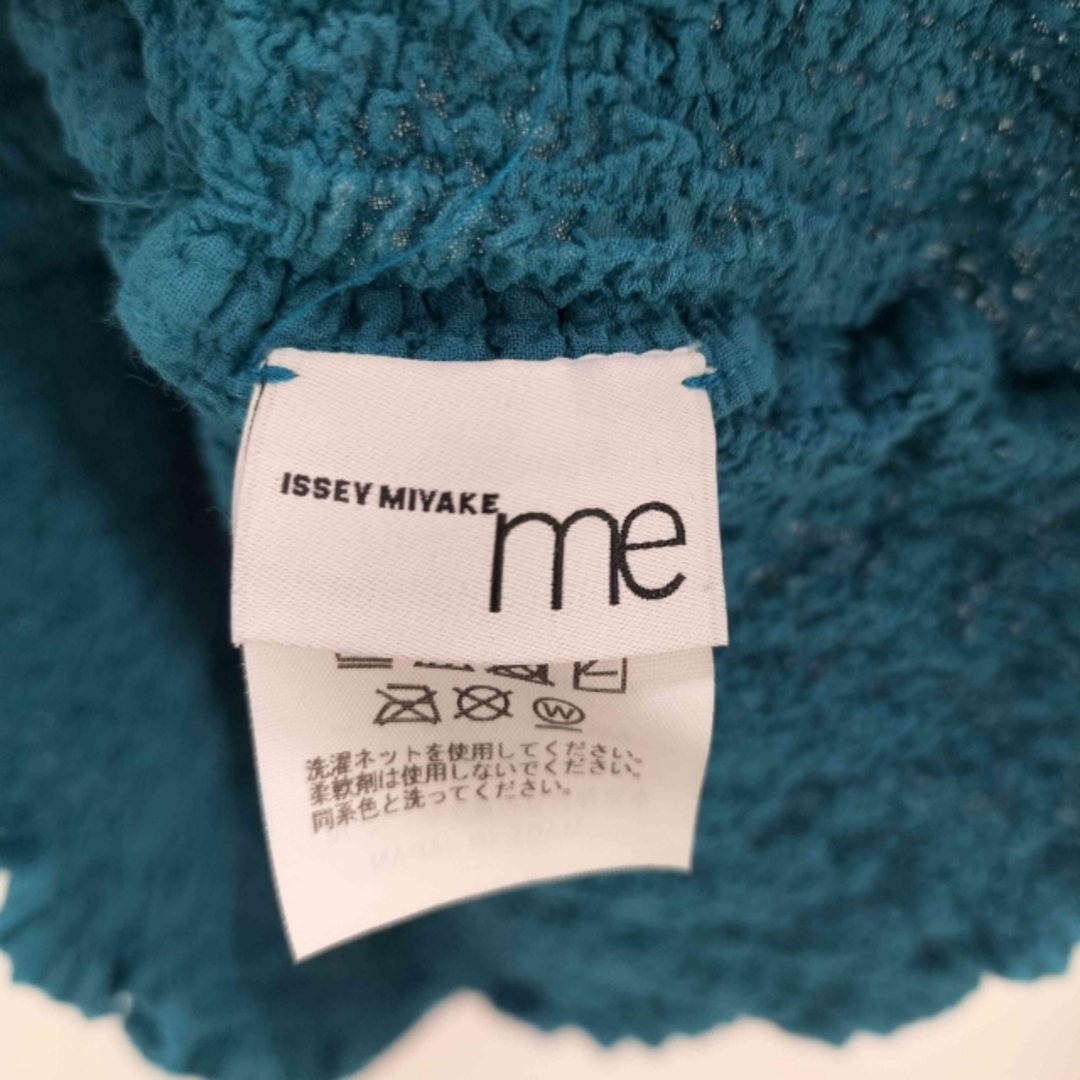 ISSEY MIYAKE
me
W
洗濯ネットを使用してください。
柔軟剤は使用しないでください。
同系色と洗ってください。